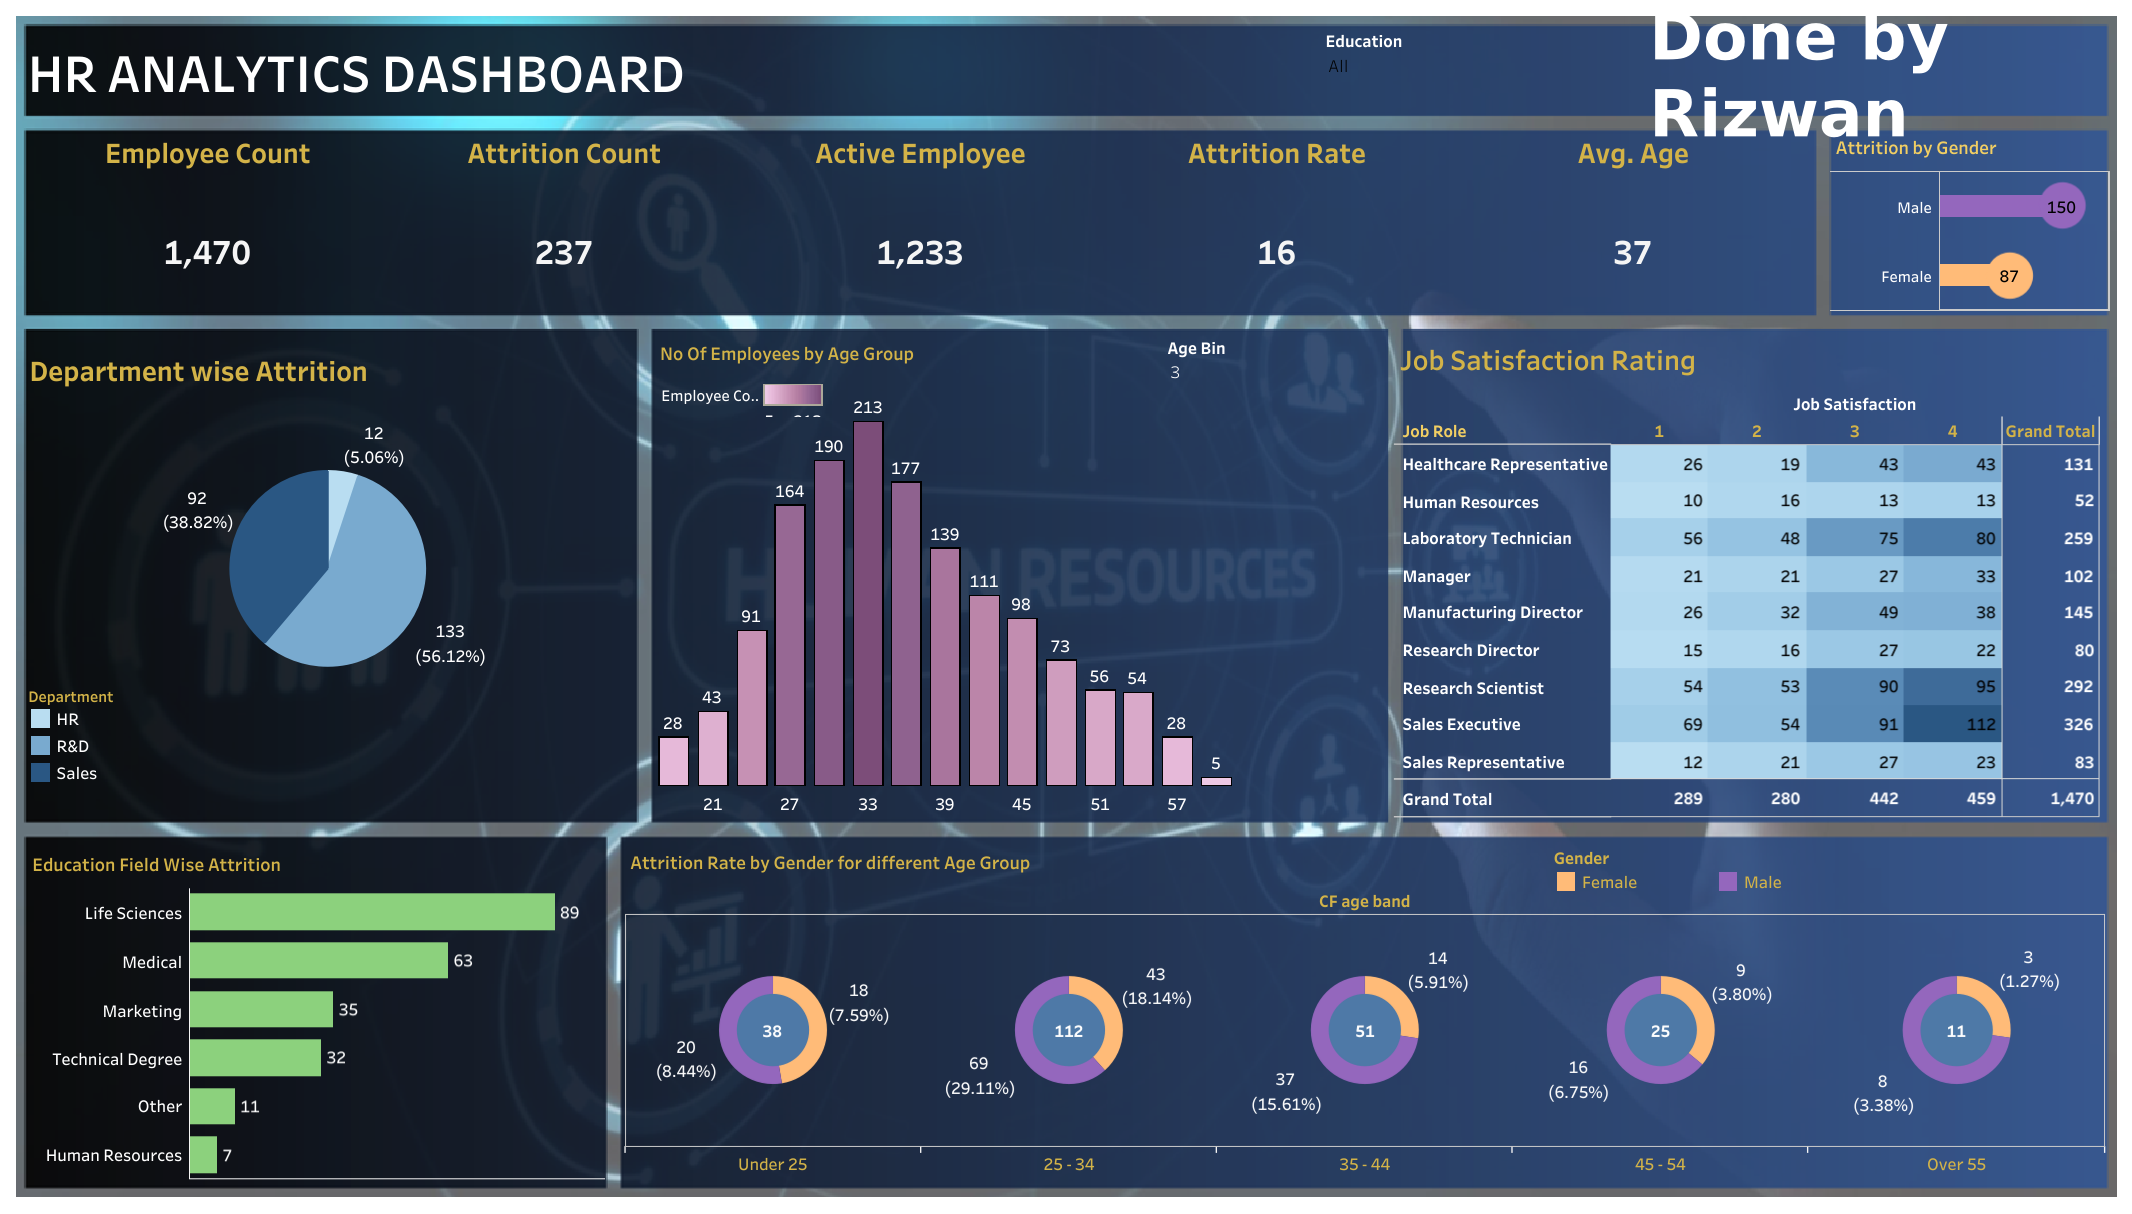 HR ANALYTICS DASHBOARD
Education
All
Done by
Rizwan
Employee Count
Attrition Count
Active Employee
Attrition Rate
Avg. Age
1,470
237
1,233
16
37
Attrition by Gender
Male
150
Female
87
Department wise Attrition
12
(5.06%)
92
(38.82%)
133
(56.12%)
Department
HR
R&D
Sales
No Of Employees by Age Group
Age Bin
3
Employee Co..
28
43
91
164
190
213
177
139
111
98
73
56
54
28
5
21
27
33
39
45
51
57
HUMAN RESOURCES
Job Satisfaction Rating
Job Satisfaction
Job Role 1 2 3 4 Grand Total
Healthcare Representative 26 19 43 43 131
Human Resources 10 16 13 13 52
Laboratory Technician 56 48 75 80 259
Manager 21 21 27 33 102
Manufacturing Director 26 32 49 38 145
Research Director 15 16 27 22 80
Research Scientist 54 53 90 95 292
Sales Executive 69 54 91 112 326
Sales Representative 12 21 27 23 83
Grand Total 289 280 442 459 1,470
Education Field Wise Attrition
Life Sciences 89
Medical 63
Marketing 35
Technical Degree 32
Other 11
Human Resources 7
Attrition Rate by Gender for different Age Group
Gender
Female
Male
CF age band
18
(7.59%)
38
20
(8.44%)
43
(18.14%)
112
69
(29.11%)
14
(5.91%)
51
37
(15.61%)
9
(3.80%)
25
16
(6.75%)
3
(1.27%)
11
8
(3.38%)
Under 25
25 - 34
35 - 44
45 - 54
Over 55